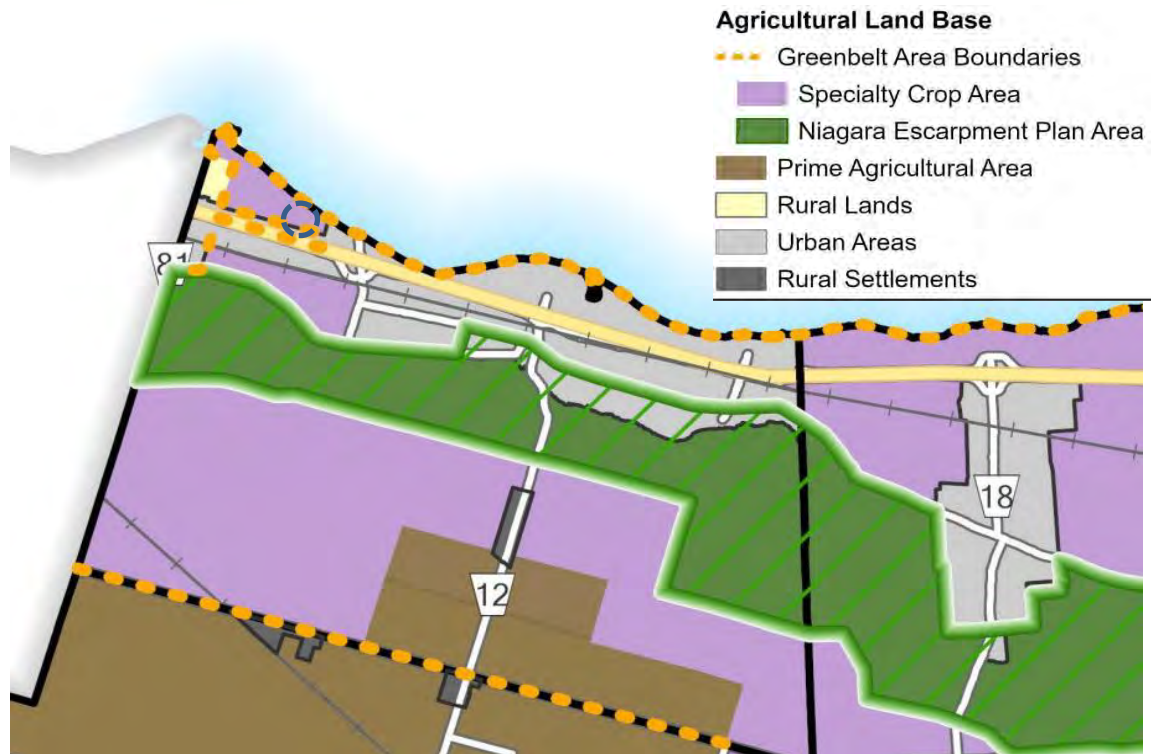 Agricultural Land Base
Greenbelt Area Boundaries
Specialty Crop Area
Niagara Escarpment Plan Area
Prime Agricultural Area
Rural Lands
Urban Areas
Rural Settlements
81
18
12